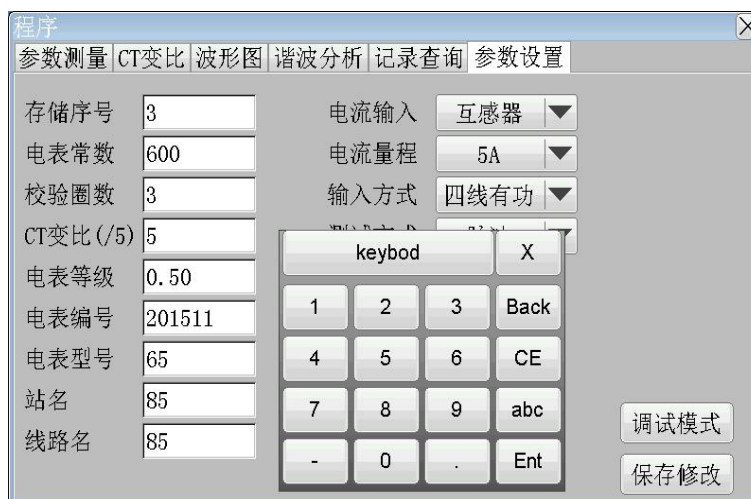 程序
参数测量 CT变比 波形图 谐波分析 记录查询 参数设置
存储序号 3 电流输入 互感器
电表常数 600 电流量程 5A
校验圈数 3 输入方式 四线有功
CT变比(/5) 5
电表等级 0.50
电表编号 201511
电表型号 65
站名 85
线路名 85
keybod X
1 2 3 Back
4 5 6 CE
7 8 9 abc
- 0 . Ent
调试模式
保存修改